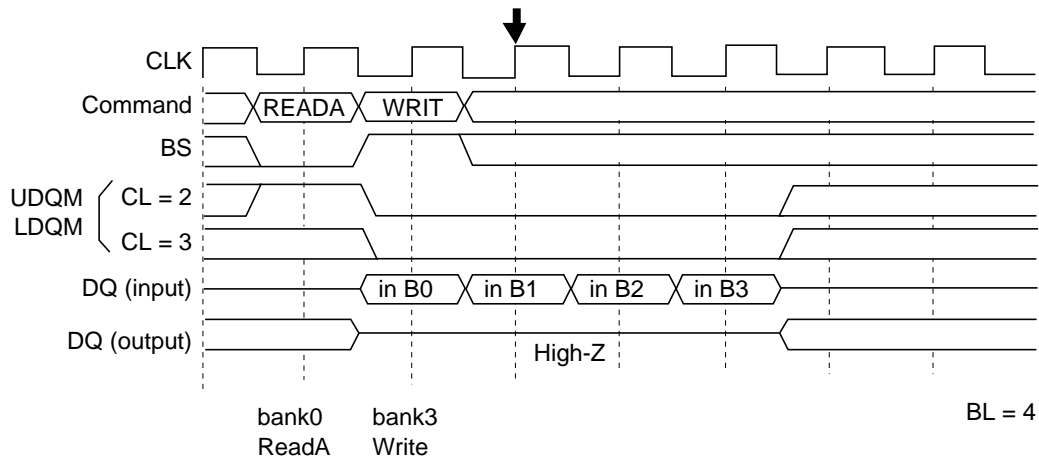 CLK
Command READA WRIT
BS
UDQM CL = 2
LDQM CL = 3
DQ (input) in B0 in B1 in B2 in B3
DQ (output) High-Z
bank0 bank3 BL = 4
ReadA Write